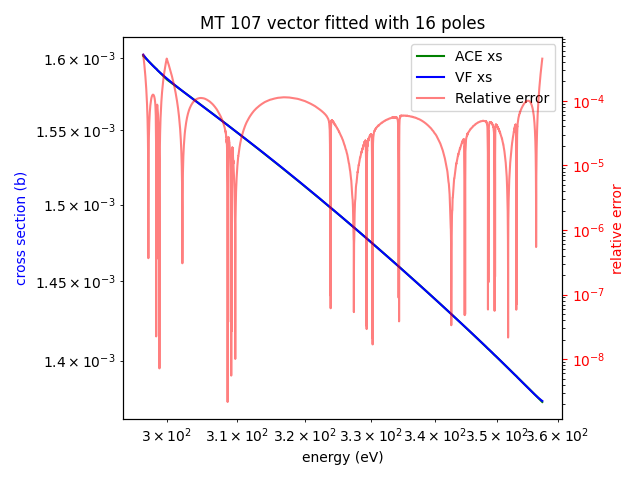 MT 107 vector fitted with 16 poles
ACE xs
VF xs
Relative error
1.6 × 10⁻³
1.55 × 10⁻³
1.5 × 10⁻³
1.45 × 10⁻³
1.4 × 10⁻³
cross section (b)
10⁻⁴
10⁻⁵
10⁻⁶
10⁻⁷
10⁻⁸
relative error
3 × 10² 3.1 × 10² 3.2 × 10² 3.3 × 10² 3.4 × 10² 3.5 × 10² 3.6 × 10²
energy (eV)